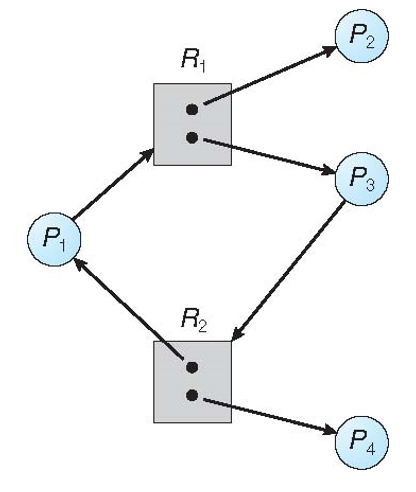 P₂
R₁
P₃
P₁
R₂
P₄